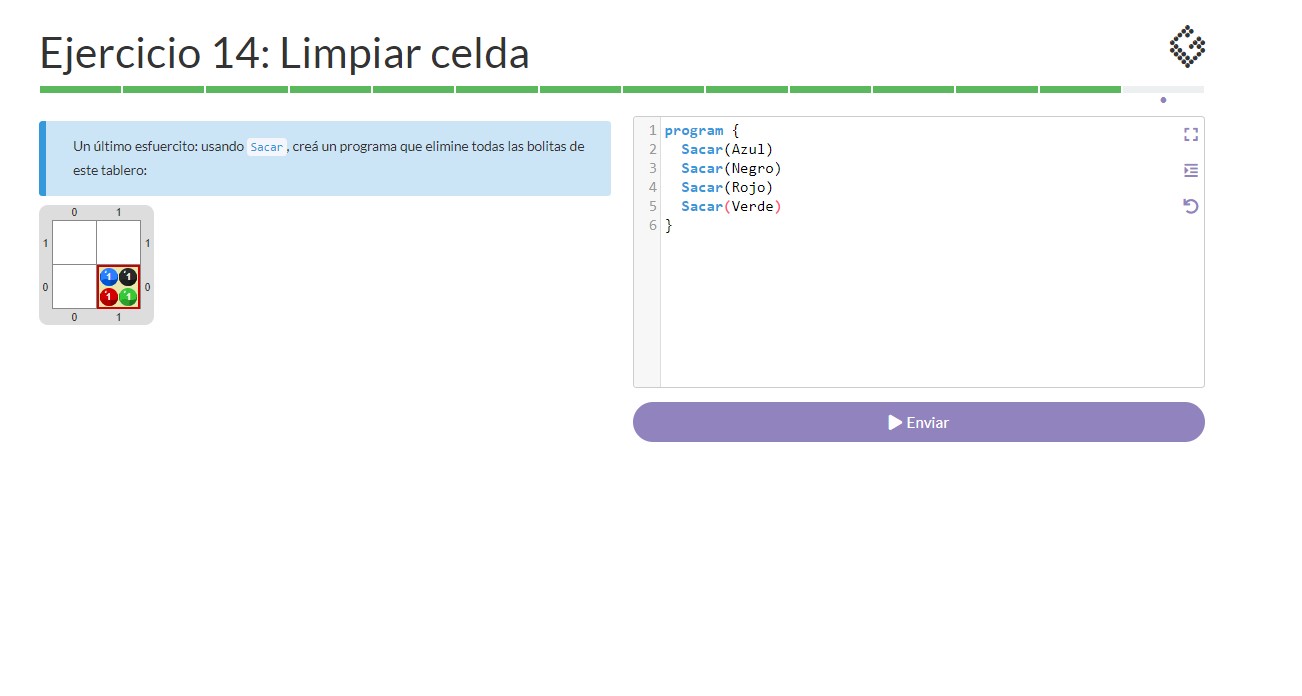 Ejercicio 14: Limpiar celda
Un último esfuercito: usando Sacar, creá un programa que elimine todas las bolitas de
este tablero:
0 1
1 1
0 1 1 0
1 1
0 1
1 program {
2 Sacar(Azul)
3 Sacar(Negro)
4 Sacar(Rojo)
5 Sacar(Verde)
6 }
Enviar